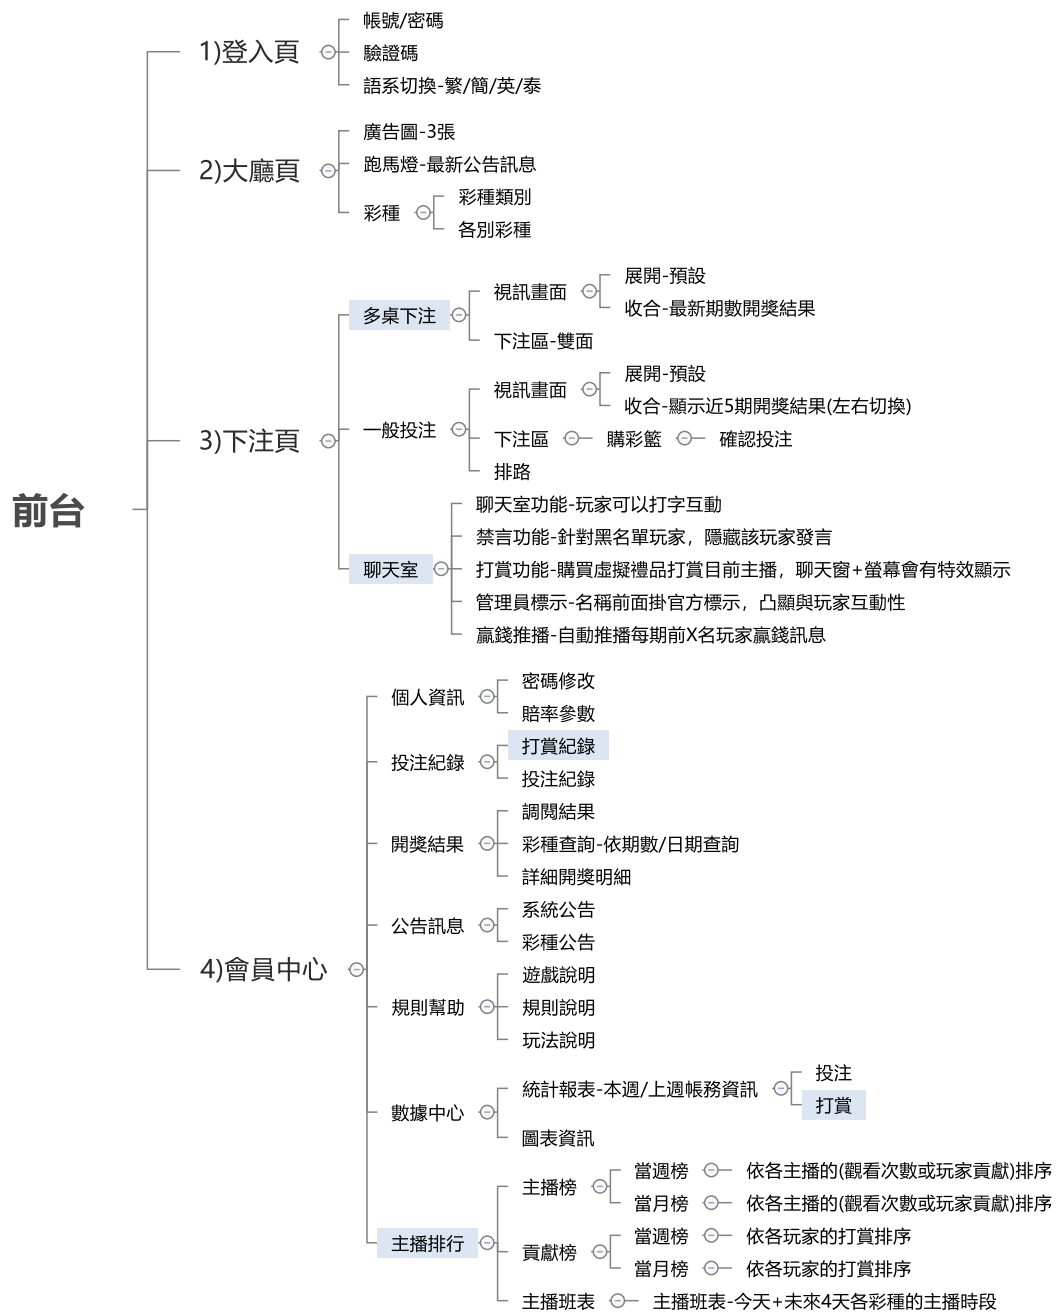 前台
1)登入頁
帳號/密碼
驗證碼
語系切換-繁/簡/英/泰
2)大廳頁
廣告圖-3張
跑馬燈-最新公告訊息
彩種
彩種類別
各別彩種
3)下注頁
多桌下注
視訊畫面
展開-預設
收合-最新期數開獎結果
下注區-雙面
一般投注
視訊畫面
展開-預設
收合-顯示近5期開獎結果(左右切換)
下注區
購彩籃
確認投注
排路
聊天室
聊天室功能-玩家可以打字互動
禁言功能-針對黑名單玩家，隱藏該玩家發言
打賞功能-購買虛擬禮品打賞目前主播，聊天窗+螢幕會有特效顯示
管理員標示-名稱前面掛官方標示，凸顯與玩家互動性
贏錢推播-自動推播每期前X名玩家贏錢訊息
4)會員中心
個人資訊
密碼修改
賠率參數
投注紀錄
打賞紀錄
投注紀錄
開獎結果
調閱結果
彩種查詢-依期數/日期查詢
詳細開獎明細
公告訊息
系統公告
彩種公告
規則幫助
遊戲說明
規則說明
玩法說明
數據中心
統計報表-本週/上週帳務資訊
投注
打賞
圖表資訊
主播排行
主播榜
當週榜
依各主播的(觀看次數或玩家貢獻)排序
當月榜
依各主播的(觀看次數或玩家貢獻)排序
貢獻榜
當週榜
依各玩家的打賞排序
當月榜
依各玩家的打賞排序
主播班表
主播班表-今天+未來4天各彩種的主播時段